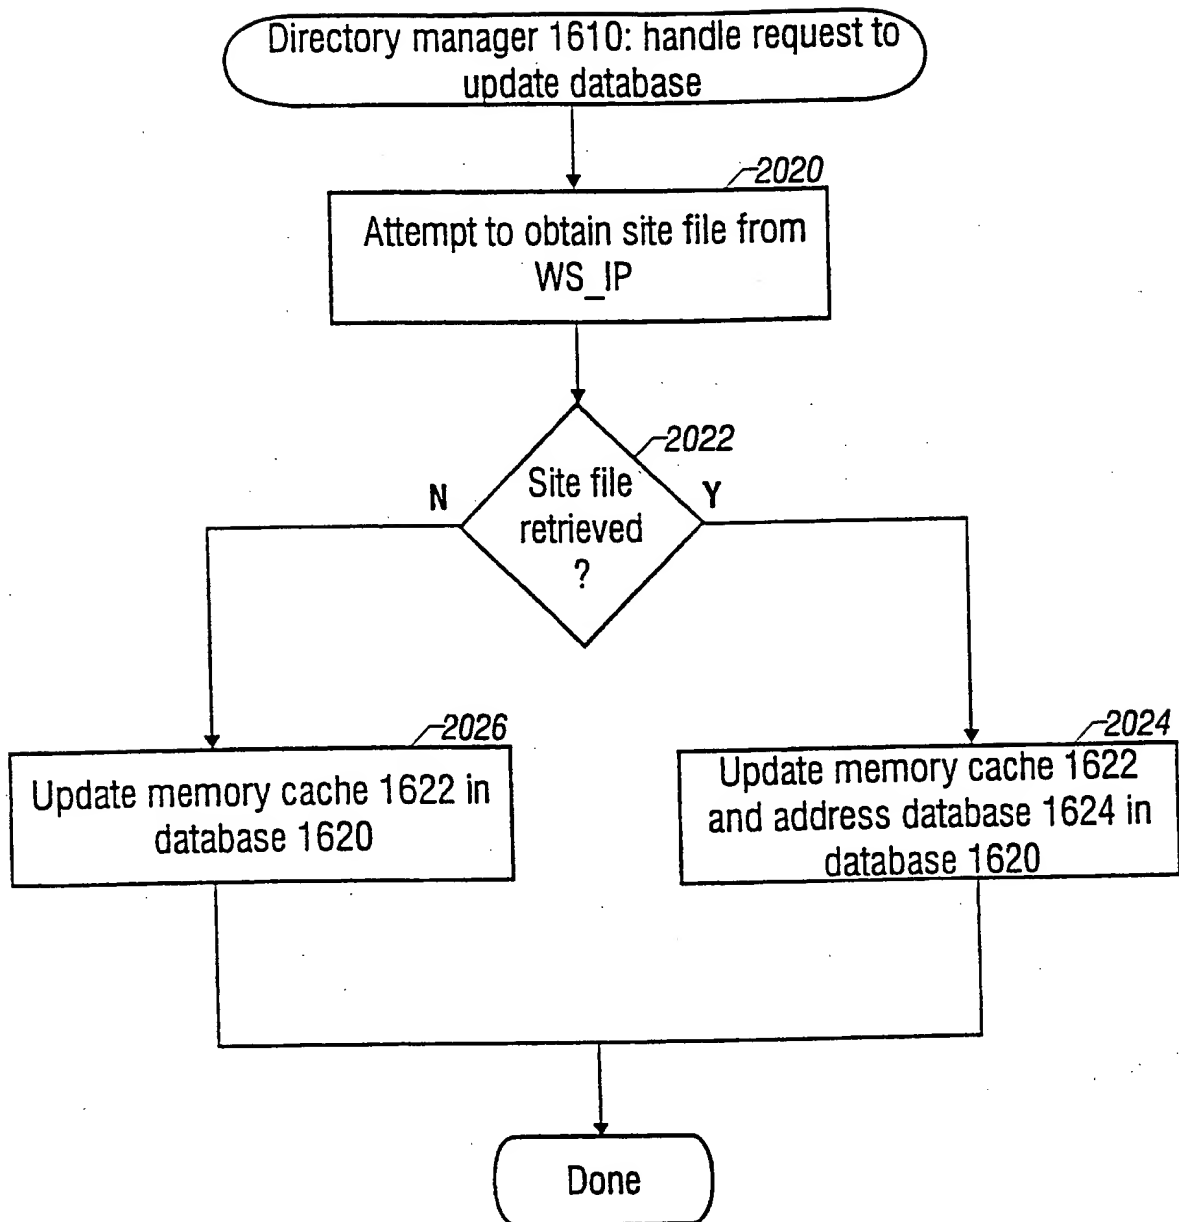 Directory manager 1610: handle request to
update database
2020
Attempt to obtain site file from
WS_IP
2022
Site file
retrieved
?
N
Y
2026
Update memory cache 1622 in
database 1620
2024
Update memory cache 1622
and address database 1624 in
database 1620
Done